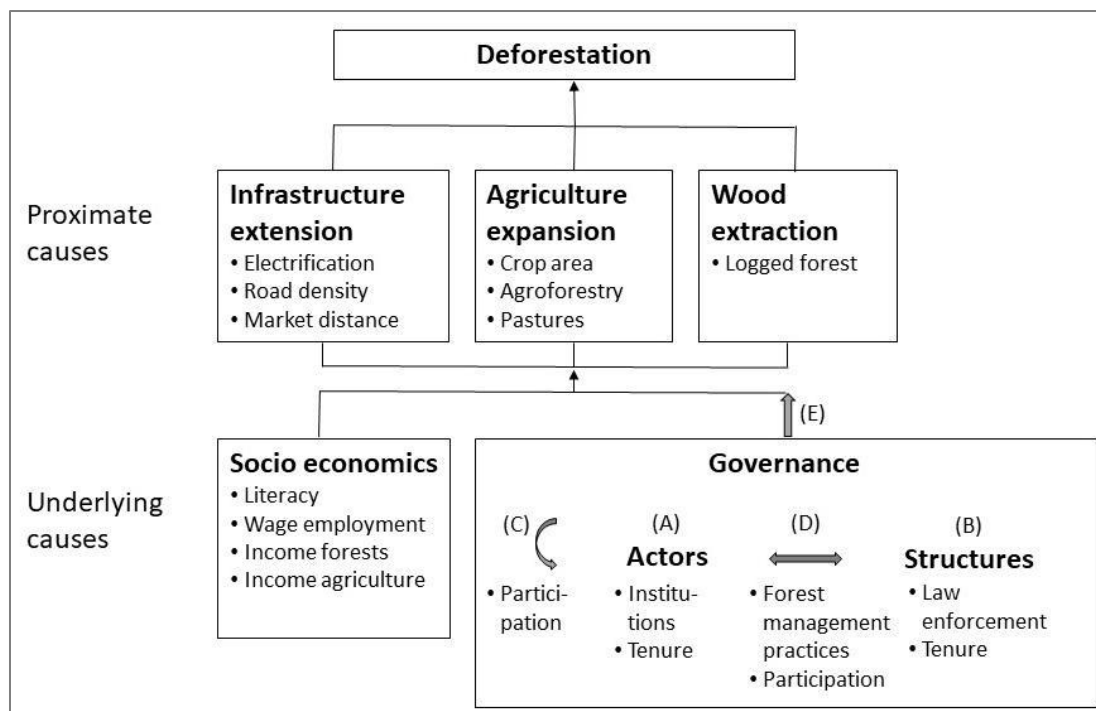 Deforestation
Proximate
causes
Infrastructure
extension
• Electrification
• Road density
• Market distance
Agriculture
expansion
• Crop area
• Agroforestry
• Pastures
Wood
extraction
• Logged forest
(E)
Underlying
causes
Socio economics
• Literacy
• Wage employment
• Income forests
• Income agriculture
Governance
(C)
• Partici-
pation
(A)
Actors
• Institu-
tions
• Tenure
(D)
• Forest
management
practices
• Participation
(B)
Structures
• Law
enforcement
• Tenure